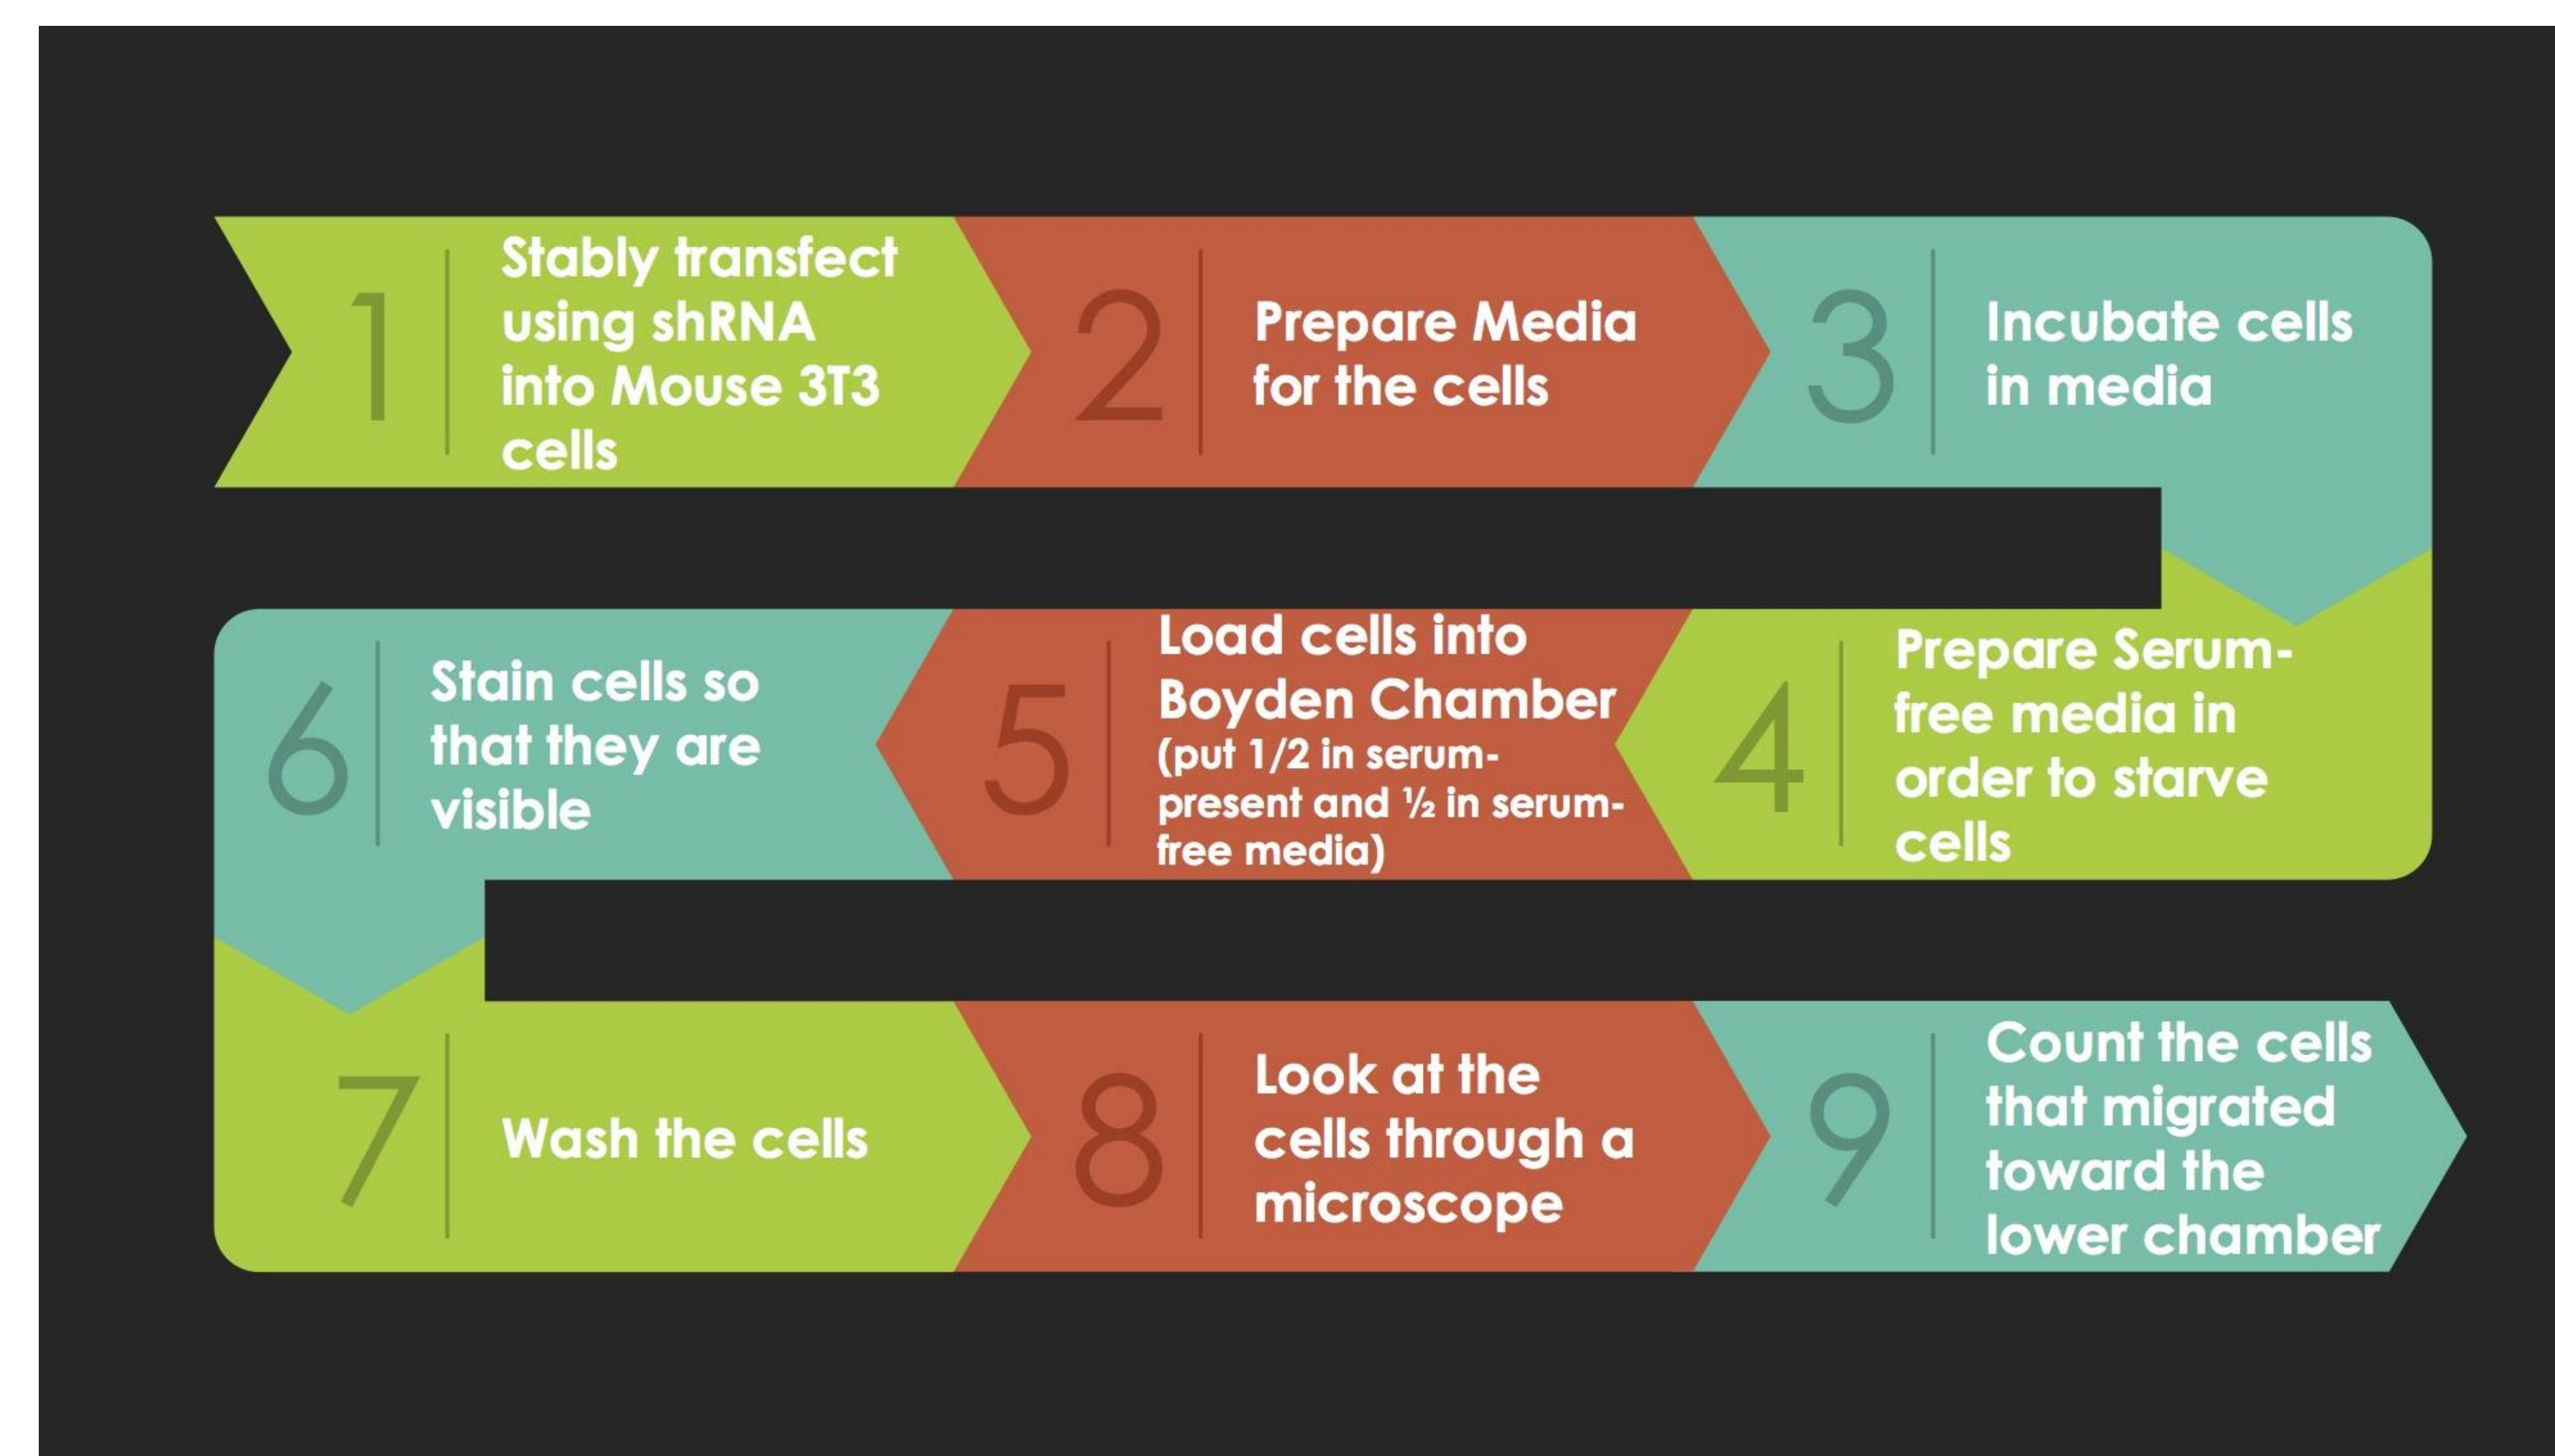 1
Stably transfect
using shRNA
into Mouse 3T3
cells
2
Prepare Media
for the cells
3
Incubate cells
in media
4
Prepare Serum-
free media in
order to starve
cells
5
Load cells into
Boyden Chamber
(put 1/2 in serum-
present and ½ in serum-
free media)
6
Stain cells so
that they are
visible
7
Wash the cells
8
Look at the
cells through a
microscope
9
Count the cells
that migrated
toward the
lower chamber